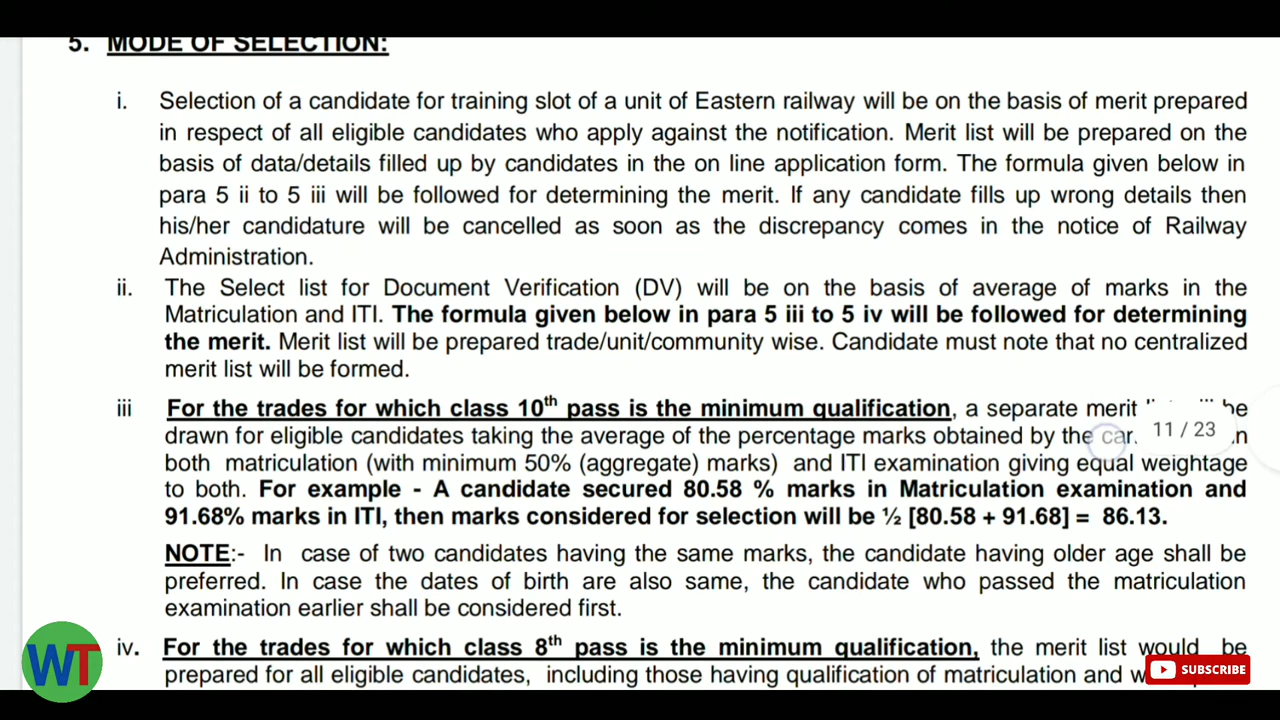 5. MODE OF SELECTION:
i. Selection of a candidate for training slot of a unit of Eastern railway will be on the basis of merit prepared
in respect of all eligible candidates who apply against the notification. Merit list will be prepared on the
basis of data/details filled up by candidates in the on line application form. The formula given below in
para 5 ii to 5 iii will be followed for determining the merit. If any candidate fills up wrong details then
his/her candidature will be cancelled as soon as the discrepancy comes in the notice of Railway
Administration.
ii. The Select list for Document Verification (DV) will be on the basis of average of marks in the
Matriculation and ITI. The formula given below in para 5 iii to 5 iv will be followed for determining
the merit. Merit list will be prepared trade/unit/community wise. Candidate must note that no centralized
merit list will be formed.
iii For the trades for which class 10th pass is the minimum qualification, a separate merit be
drawn for eligible candidates taking the average of the percentage marks obtained by the
11 / 23
both matriculation (with minimum 50% (aggregate) marks) and ITI examination giving equal weightage
to both. For example - A candidate secured 80.58 % marks in Matriculation examination and
91.68% marks in ITI, then marks considered for selection will be ½ [80.58 + 91.68] = 86.13.
NOTE:- In case of two candidates having the same marks, the candidate having older age shall be
preferred. In case the dates of birth are also same, the candidate who passed the matriculation
examination earlier shall be considered first.
iv. For the trades for which class 8th pass is the minimum qualification, the merit list would be
prepared for all eligible candidates, including those having qualification of matriculation and
WT
SUBSCRIBE